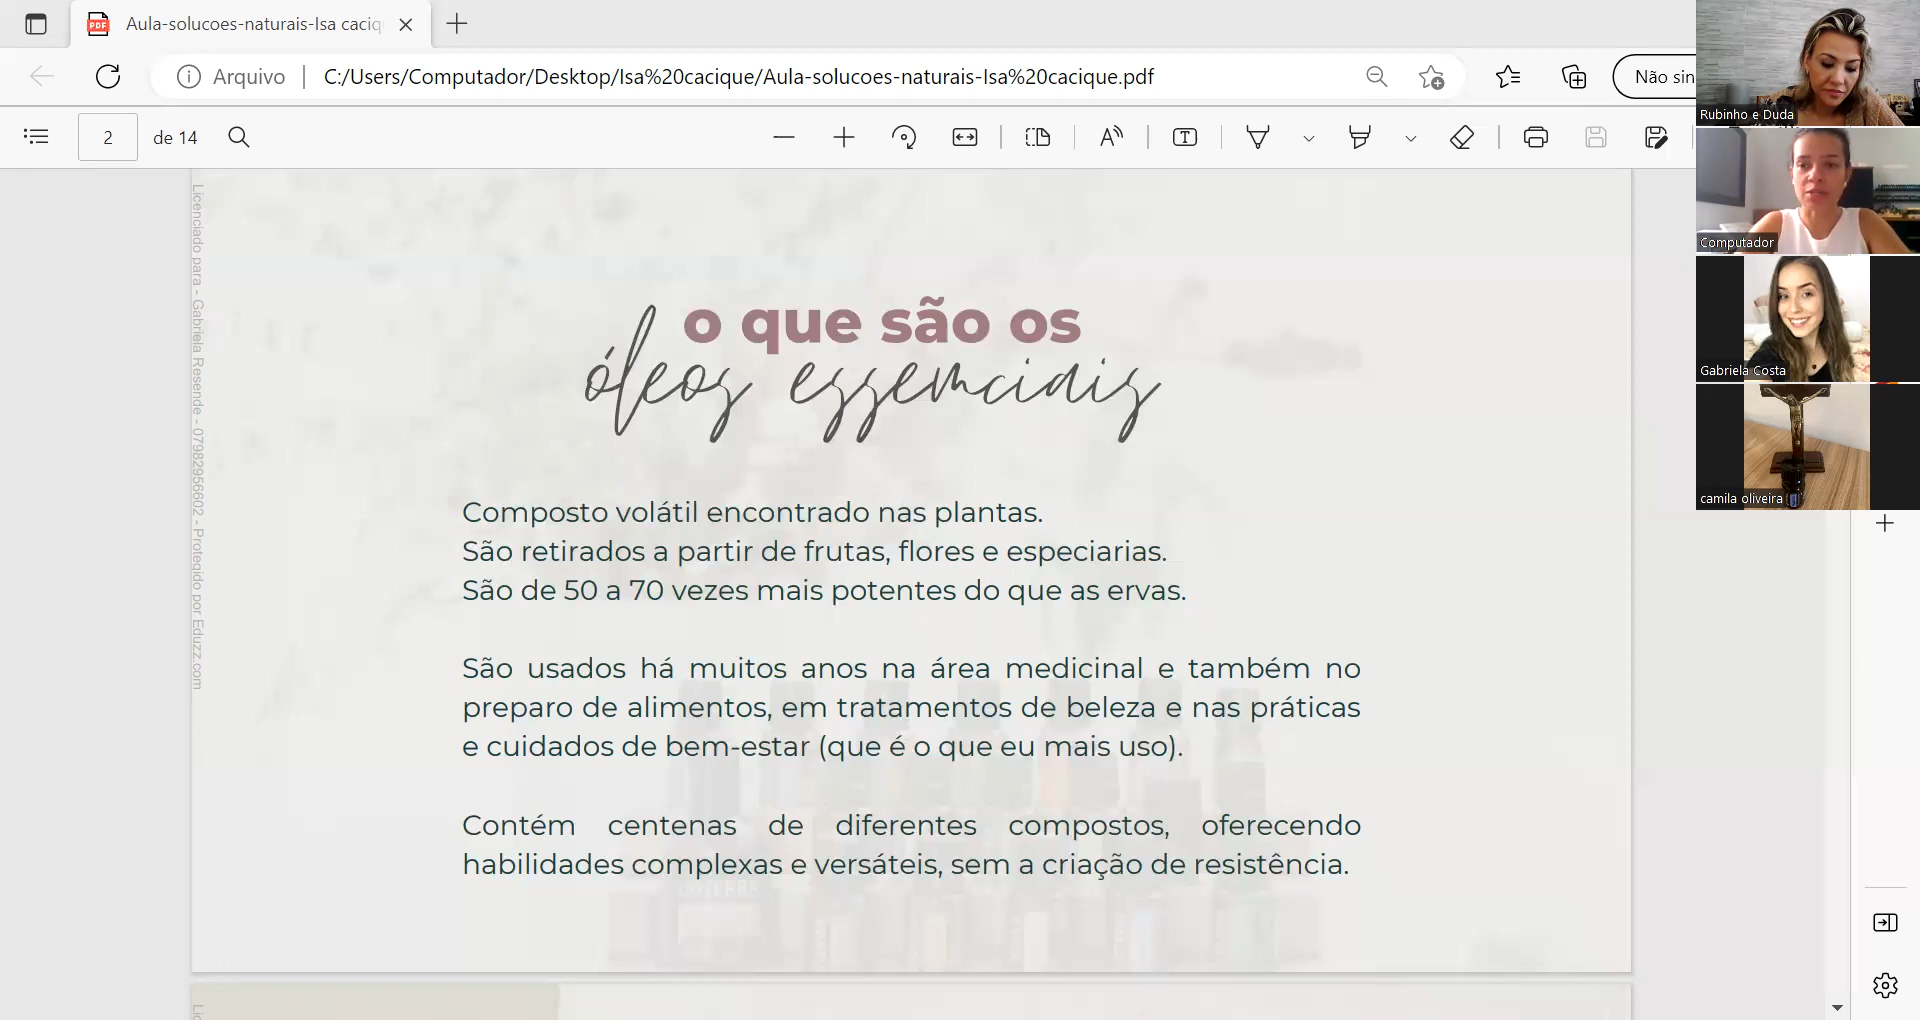 Aula-solucoes-naturais-Isa caciq
Arquivo
C:/Users/Computador/Desktop/Isa%20cacique/Aula-solucoes-naturais-Isa%20cacique.pdf
Não sin
2 de 14
Licenciado para - Gabriela Resende - 07982956602 - Protegido por Eduzz.com
o que são os
óleos essenciais
Composto volátil encontrado nas plantas.
São retirados a partir de frutas, flores e especiarias.
São de 50 a 70 vezes mais potentes do que as ervas.
São usados há muitos anos na área medicinal e também no
preparo de alimentos, em tratamentos de beleza e nas práticas
e cuidados de bem-estar (que é o que eu mais uso).
Contém centenas de diferentes compostos, oferecendo
habilidades complexas e versáteis, sem a criação de resistência.
Lic
Rubinho e Duda
Computador
Gabriela Costa
camila oliveira